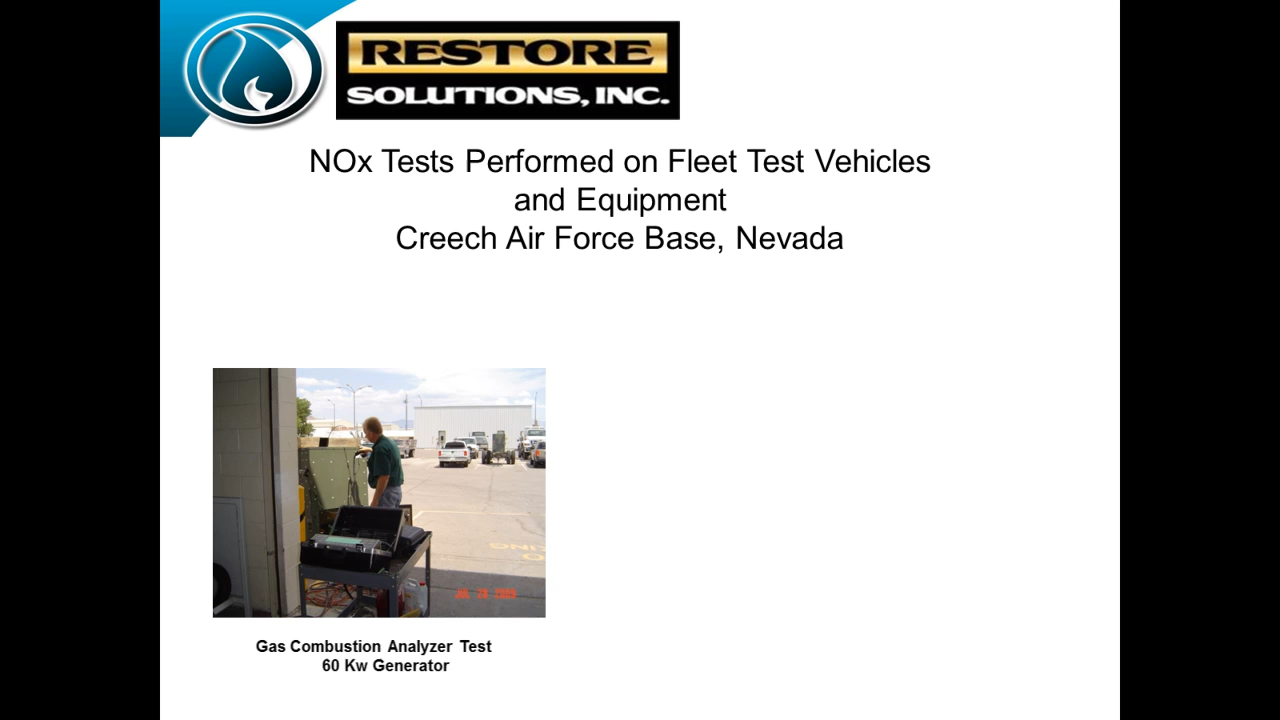 RESTORE
SOLUTIONS, INC.
NOx Tests Performed on Fleet Test Vehicles
and Equipment
Creech Air Force Base, Nevada
Gas Combustion Analyzer Test
60 Kw Generator